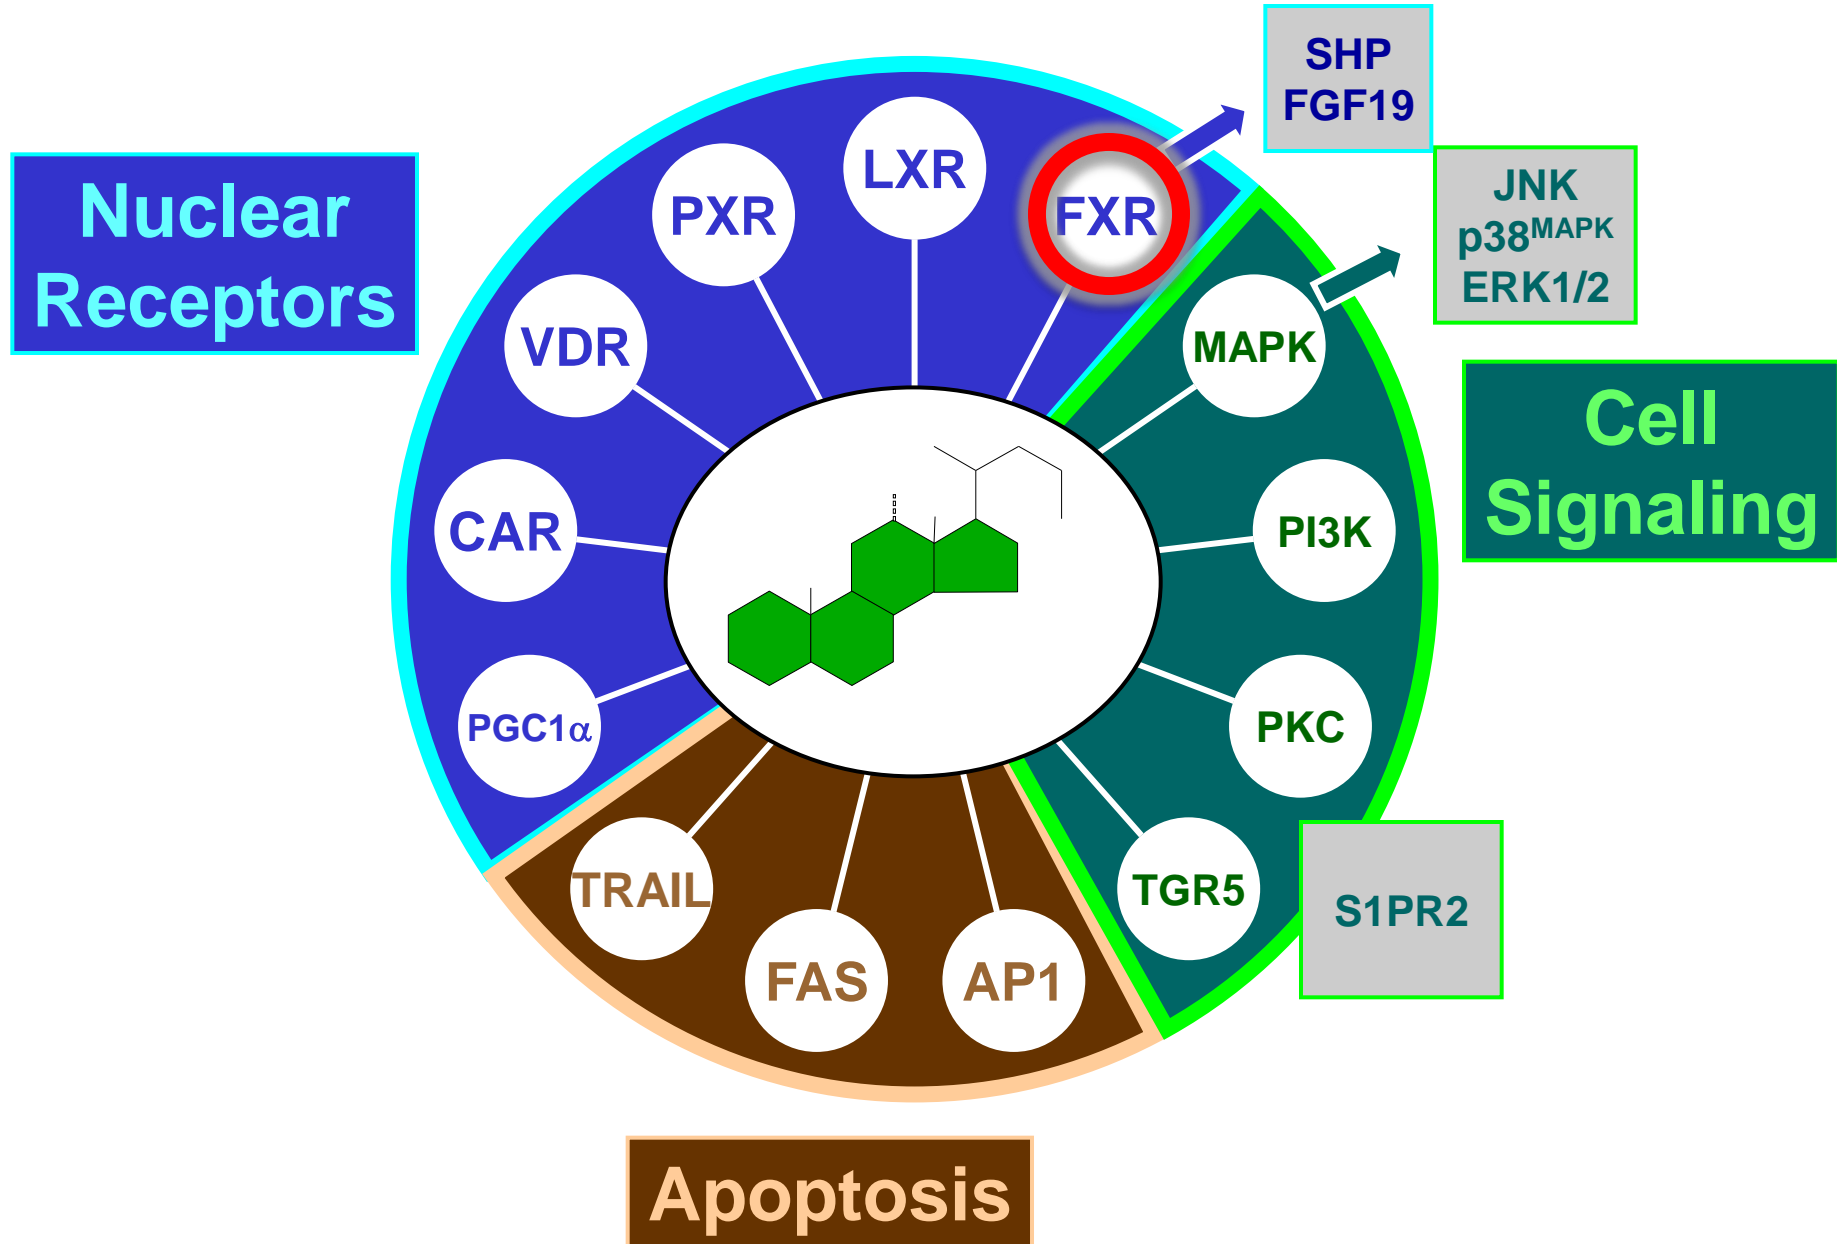 SHP
FGF19
JNK
p38MAPK
ERK1/2
Nuclear
Receptors
LXR
PXR
FXR
VDR
MAPK
Cell
Signaling
CAR
PI3K
PGC1α
PKC
TRAIL
TGR5
S1PR2
FAS
AP1
Apoptosis